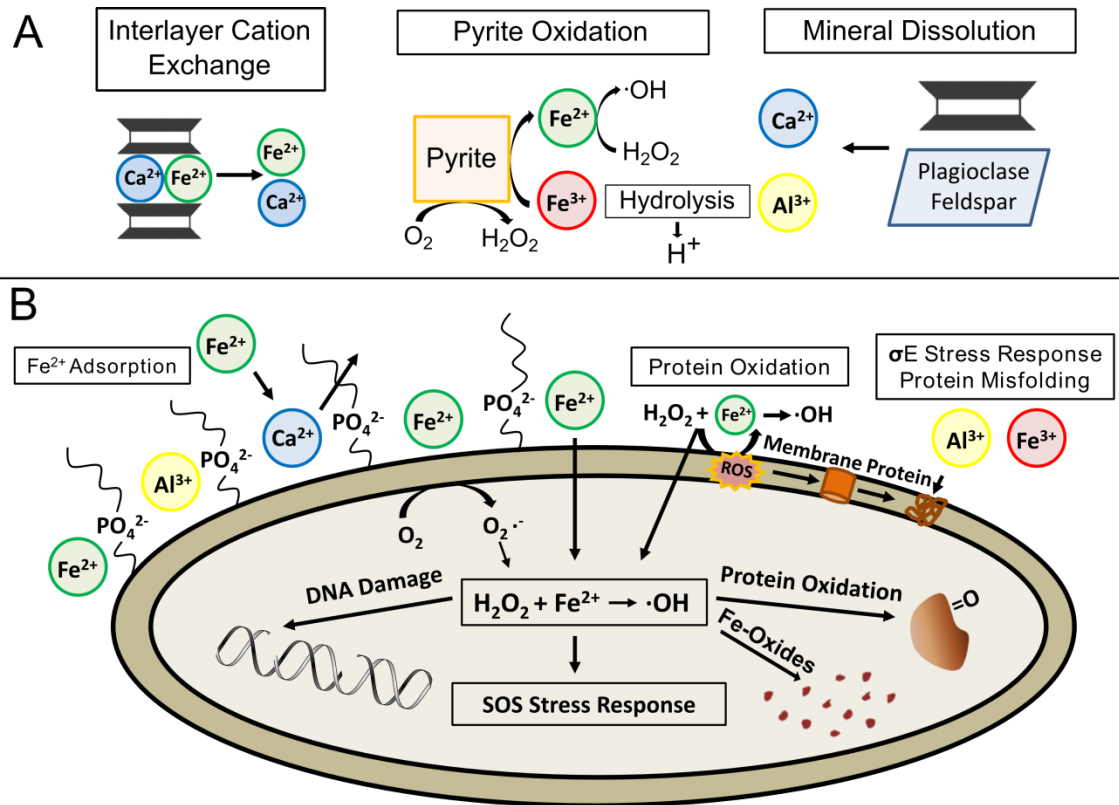 A
Interlayer Cation
Exchange
Ca²⁺
Fe²⁺
Fe²⁺
Ca²⁺
Pyrite Oxidation
Pyrite
O₂
H₂O₂
Fe²⁺
Fe³⁺
·OH
H₂O₂
Hydrolysis
H⁺
Mineral Dissolution
Ca²⁺
Al³⁺
Plagioclase
Feldspar
B
Fe²⁺ Adsorption
Fe²⁺
Ca²⁺
PO₄²⁻
Al³⁺
PO₄²⁻
PO₄²⁻
Fe²⁺
Fe²⁺
PO₄²⁻
Fe²⁺
Protein Oxidation
H₂O₂ + Fe²⁺ ➝ ·OH
ROS
Membrane Protein
σE Stress Response
Protein Misfolding
Al³⁺
Fe³⁺
O₂
O₂·⁻
DNA Damage
H₂O₂ + Fe²⁺ → ·OH
Protein Oxidation
=O
Fe-Oxides
SOS Stress Response